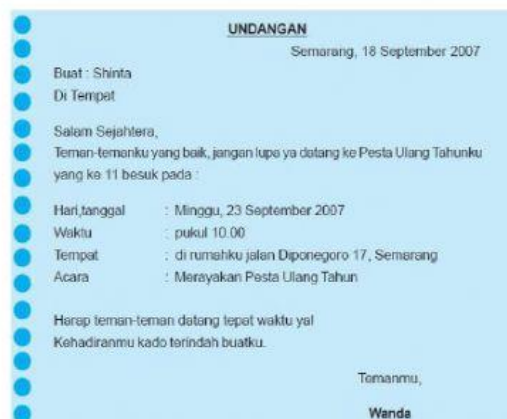 UNDANGAN
Semarang, 18 September 2007
Buat : Shinta
Di Tempat
Salam Sejahtera,
Teman-temanku yang baik, jangan lupa ya datang ke Pesta Ulang Tahunku
yang ke 11 besuk pada :
Hari,tanggal : Minggu, 23 September 2007
Waktu : pukul 10.00
Tempat : di rumahku jalan Diponegoro 17, Semarang
Acara : Merayakan Pesta Ulang Tahun
Harap teman-teman datang tepat waktu ya!
Kehadiranmu kado terindah buatku.
Temanmu,
Wanda